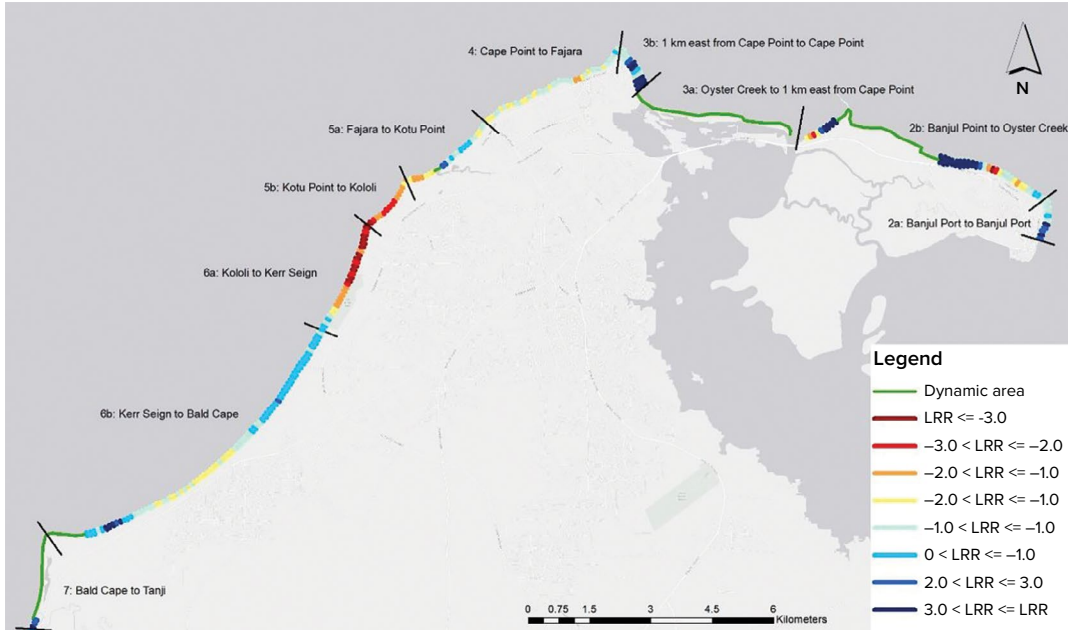 4: Cape Point to Fajara
3b: 1 km east from Cape Point to Cape Point
3a: Oyster Creek to 1 km east from Cape Point
N
5a: Fajara to Kotu Point
2b: Banjul Point to Oyster Creek
5b: Kotu Point to Kololi
2a: Banjul Port to Banjul Port
6a: Kololi to Kerr Seign
6b: Kerr Seign to Bald Cape
7: Bald Cape to Tanji
Legend
Dynamic area
LRR <= -3.0
–3.0 < LRR <= –2.0
–2.0 < LRR <= –1.0
–2.0 < LRR <= –1.0
–1.0 < LRR <= –1.0
0 < LRR <= –1.0
2.0 < LRR <= 3.0
3.0 < LRR <= LRR
0 0.75 1.5 3 4.5 6
Kilometers